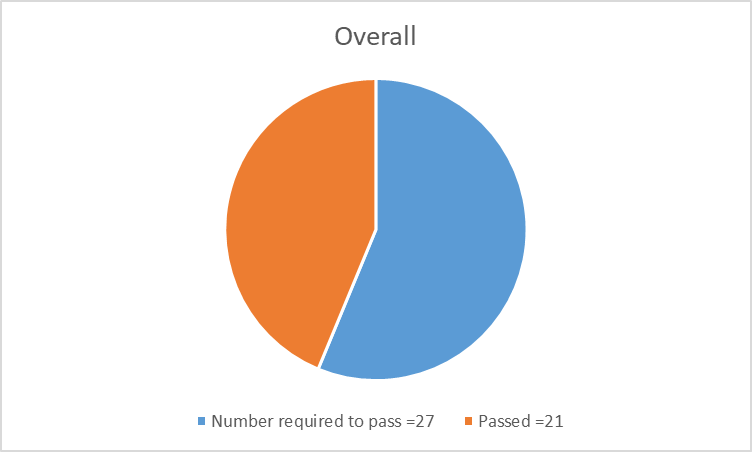 Overall
Number required to pass =27 Passed =21